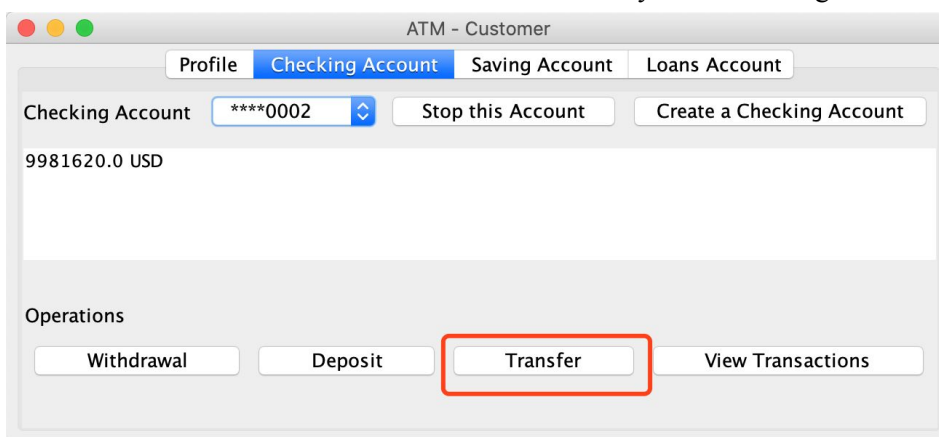 ATM - Customer
Profile Checking Account Saving Account Loans Account
Checking Account ****0002 Stop this Account Create a Checking Account
9981620.0 USD
Operations
Withdrawal Deposit Transfer View Transactions